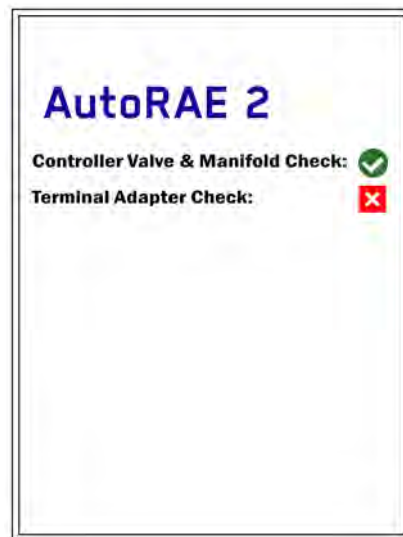 AutoRAE 2
Controller Valve & Manifold Check:
Terminal Adapter Check: